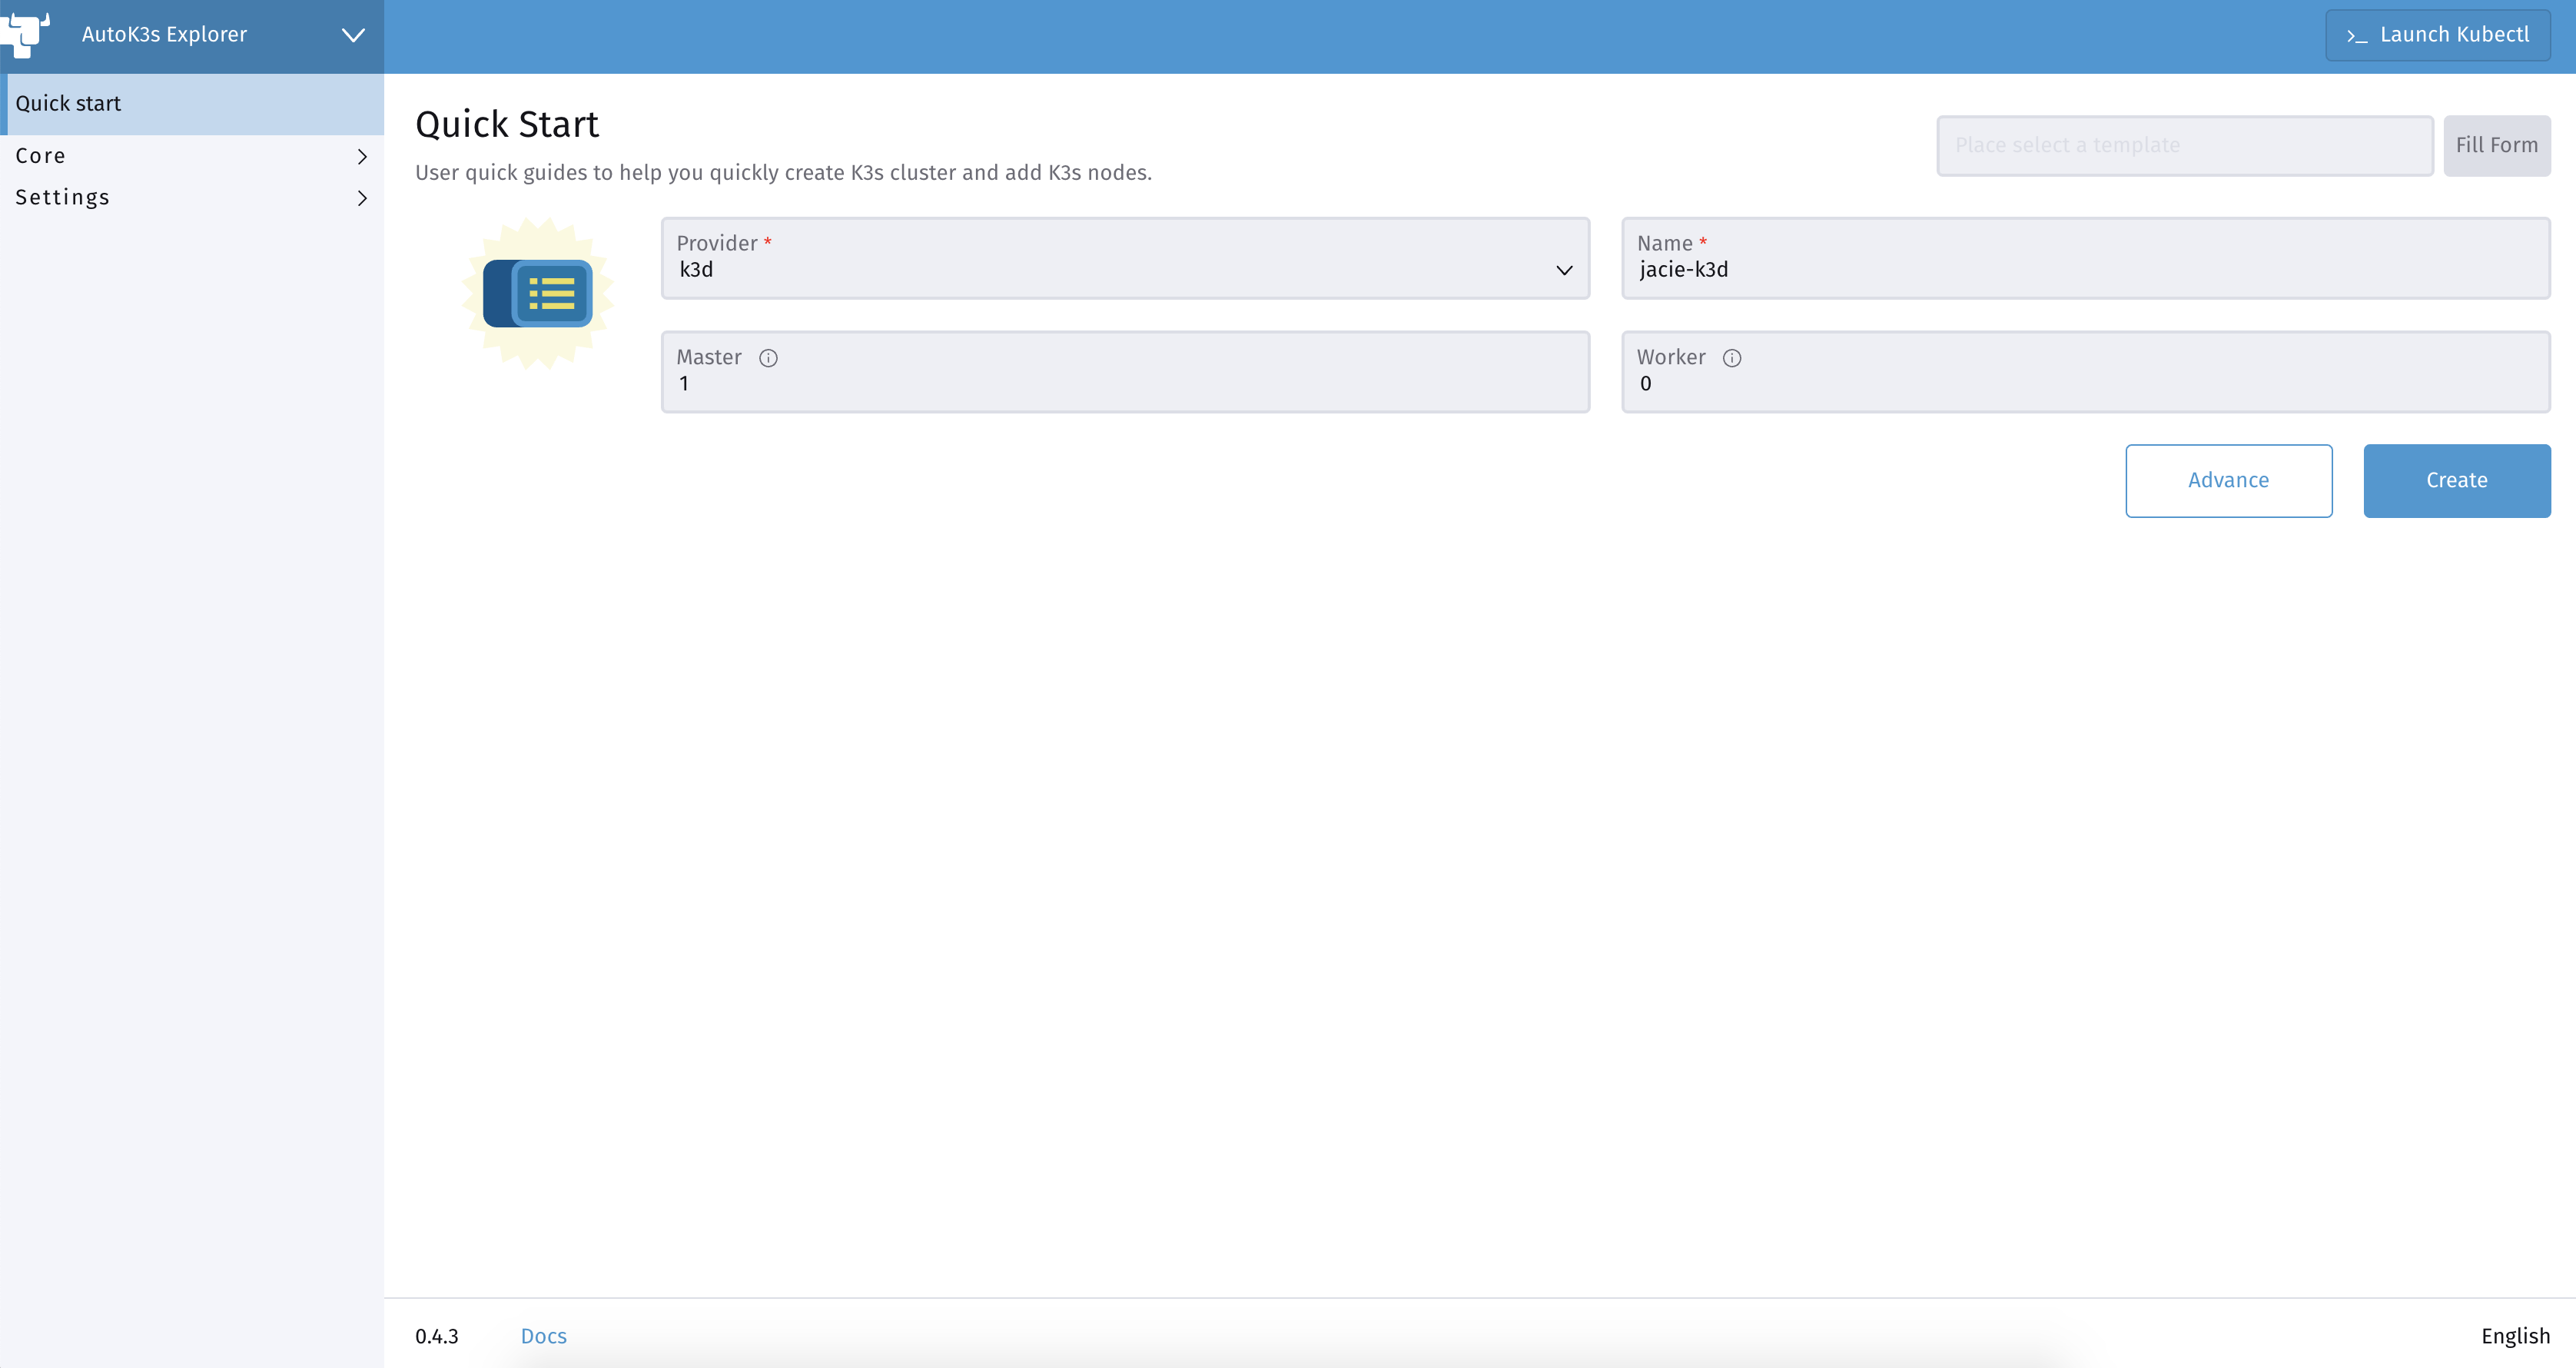 AutoK3s Explorer
>_ Launch Kubectl
Quick start
Core
Settings
Quick Start
User quick guides to help you quickly create K3s cluster and add K3s nodes.
Place select a template
Fill Form
Provider *
k3d
Name *
jacie-k3d
Master
1
Worker
0
Advance
Create
0.4.3
Docs
English